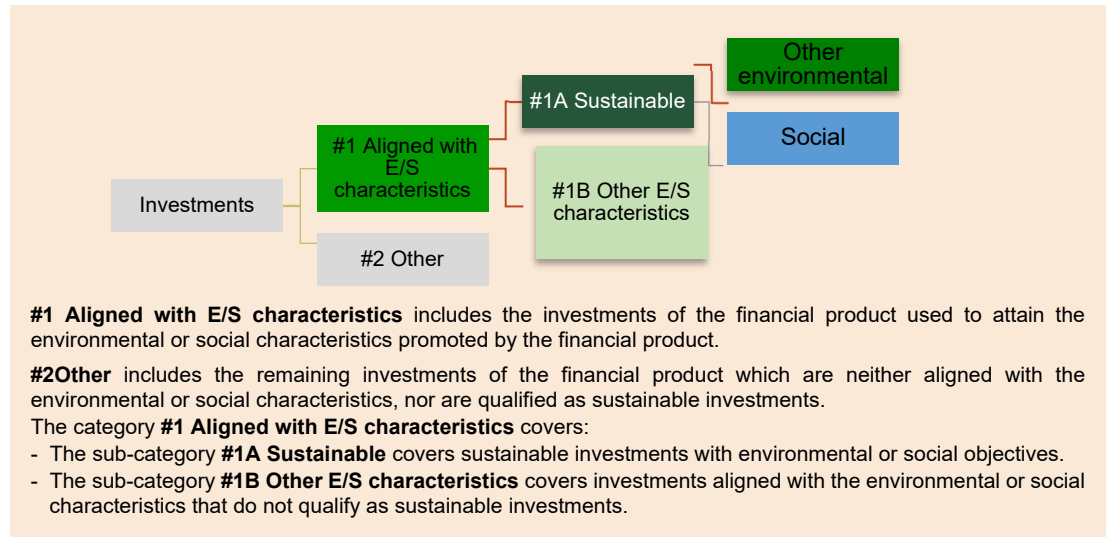 Other
environmental
#1A Sustainable
Social
#1 Aligned with
E/S
characteristics
#1B Other E/S
characteristics
Investments
#2 Other
#1 Aligned with E/S characteristics includes the investments of the financial product used to attain the
environmental or social characteristics promoted by the financial product.
#2Other includes the remaining investments of the financial product which are neither aligned with the
environmental or social characteristics, nor are qualified as sustainable investments.
The category #1 Aligned with E/S characteristics covers:
- The sub-category #1A Sustainable covers sustainable investments with environmental or social objectives.
- The sub-category #1B Other E/S characteristics covers investments aligned with the environmental or social
characteristics that do not qualify as sustainable investments.